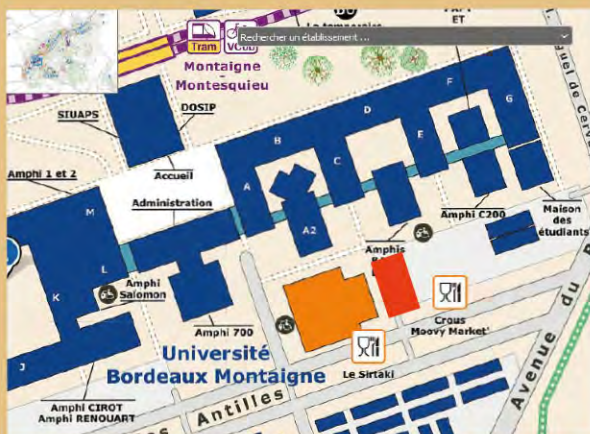 Rechercher un établissement ...
Tram
VCub
Montaigne
-
Montesquieu
SIUAPS
DOSIP
Accueil
Amphi 1 et 2
Administration
B
D
F
G
A
C
E
M
A2
Amphi C200
Maison
des
étudiants
Amphis
L
K
J
Amphi
Salomon
Amphi 700
Crous
Moovy Market'
Le Sirtaki
Université
Bordeaux Montaigne
Amphi CIROT
Amphi RENOUART
Antilles
Avenue du